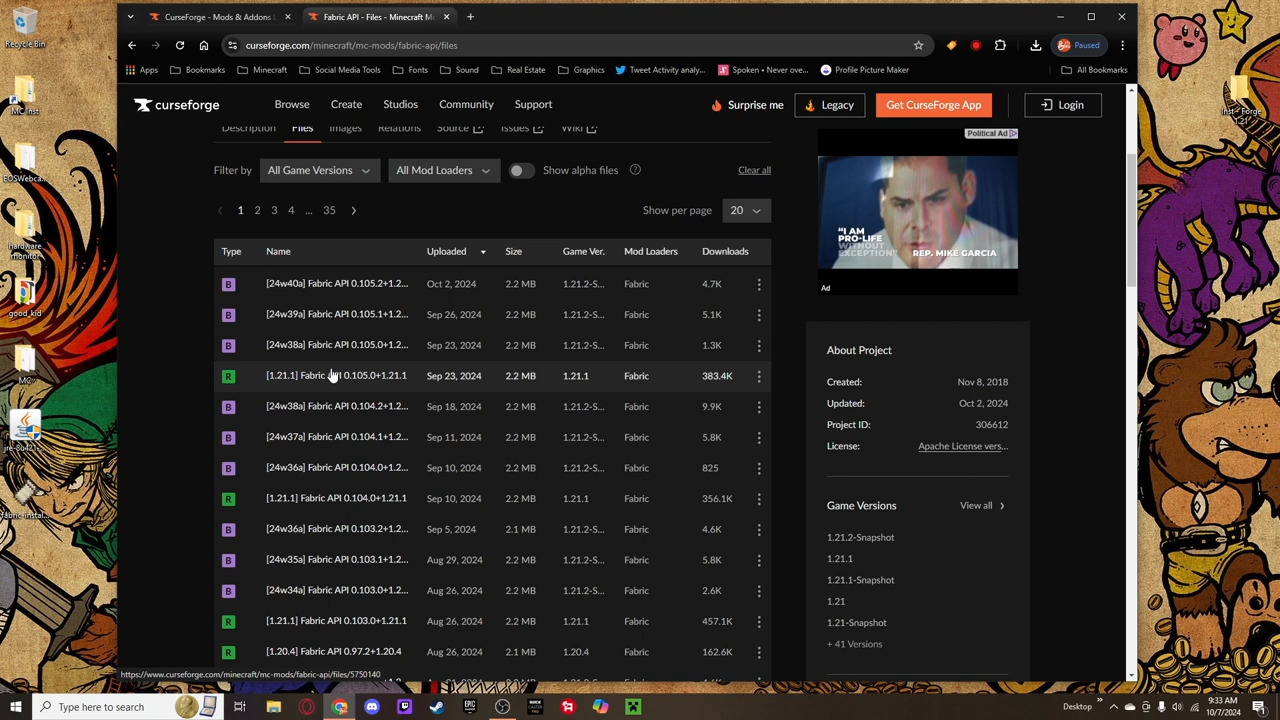 Recycle Bin
MC Inst
EOSWebca...
hardware
monitor
good_kid
MC
jre-8u421-...
fabric-instal...
Inst - Forge
1.21
CurseForge - Mods & Addons
Fabric API - Files - Minecraft M
curseforge.com/minecraft/mc-mods/fabric-api/files
Paused
Apps
Bookmarks
Minecraft
Social Media Tools
Fonts
Sound
Real Estate
Graphics
Tweet Activity analy...
Spoken • Never ove...
Profile Picture Maker
All Bookmarks
curseforge
Browse
Create
Studios
Community
Support
Surprise me
Legacy
Get CurseForge App
Login
Description
Files
Images
Relations
Source
Issues
Wiki
Filter by
All Game Versions
All Mod Loaders
Show alpha files
Clear all
1 2 3 4 ... 35
Show per page
20
Type Name Uploaded Size Game Ver. Mod Loaders Downloads
B [24w40a] Fabric API 0.105.2+1.2... Oct 2, 2024 2.2 MB 1.21.2-S... Fabric 4.7K
B [24w39a] Fabric API 0.105.1+1.2... Sep 26, 2024 2.2 MB 1.21.2-S... Fabric 5.1K
B [24w38a] Fabric API 0.105.0+1.2... Sep 23, 2024 2.2 MB 1.21.2-S... Fabric 1.3K
R [1.21.1] Fabric API 0.105.0+1.21.1 Sep 23, 2024 2.2 MB 1.21.1 Fabric 383.4K
B [24w38a] Fabric API 0.104.2+1.2... Sep 18, 2024 2.2 MB 1.21.2-S... Fabric 9.9K
B [24w37a] Fabric API 0.104.1+1.2... Sep 11, 2024 2.2 MB 1.21.2-S... Fabric 5.8K
B [24w36a] Fabric API 0.104.0+1.2... Sep 10, 2024 2.2 MB 1.21.2-S... Fabric 825
R [1.21.1] Fabric API 0.104.0+1.21.1 Sep 10, 2024 2.2 MB 1.21.1 Fabric 356.1K
B [24w36a] Fabric API 0.103.2+1.2... Sep 5, 2024 2.1 MB 1.21.2-S... Fabric 4.6K
B [24w35a] Fabric API 0.103.1+1.2... Aug 29, 2024 2.2 MB 1.21.2-S... Fabric 5.8K
B [24w34a] Fabric API 0.103.0+1.2... Aug 26, 2024 2.2 MB 1.21.2-S... Fabric 2.6K
R [1.21.1] Fabric API 0.103.0+1.21.1 Aug 26, 2024 2.2 MB 1.21.1 Fabric 457.1K
R [1.20.4] Fabric API 0.97.2+1.20.4 Aug 26, 2024 2.1 MB 1.20.4 Fabric 162.6K
https://www.curseforge.com/minecraft/mc-mods/fabric-api/files/5750140
Political Ad
"I AM
PRO-LIFE
WITHOUT
EXCEPTION"
REP. MIKE GARCIA
Ad
About Project
Created: Nov 8, 2018
Updated: Oct 2, 2024
Project ID: 306612
License: Apache License vers...
Game Versions
View all
1.21.2-Snapshot
1.21.1
1.21.1-Snapshot
1.21
1.21-Snapshot
+ 41 Versions
Type here to search
EPIC
QUICK
CASTER
PRO
Desktop
9:33 AM
10/7/2024
1